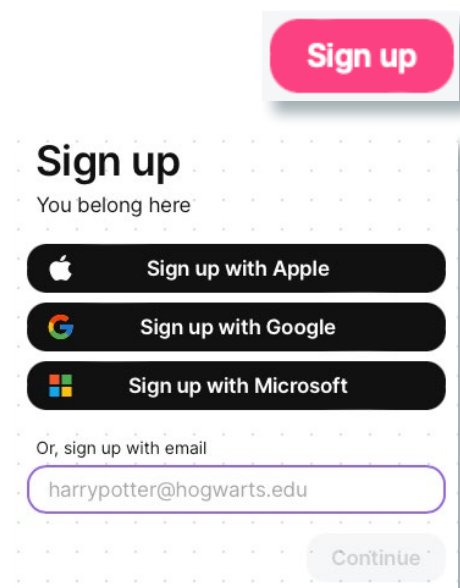 Sign up
Sign up
You belong here
Sign up with Apple
Sign up with Google
Sign up with Microsoft
Or, sign up with email
harrypotter@hogwarts.edu
Continue